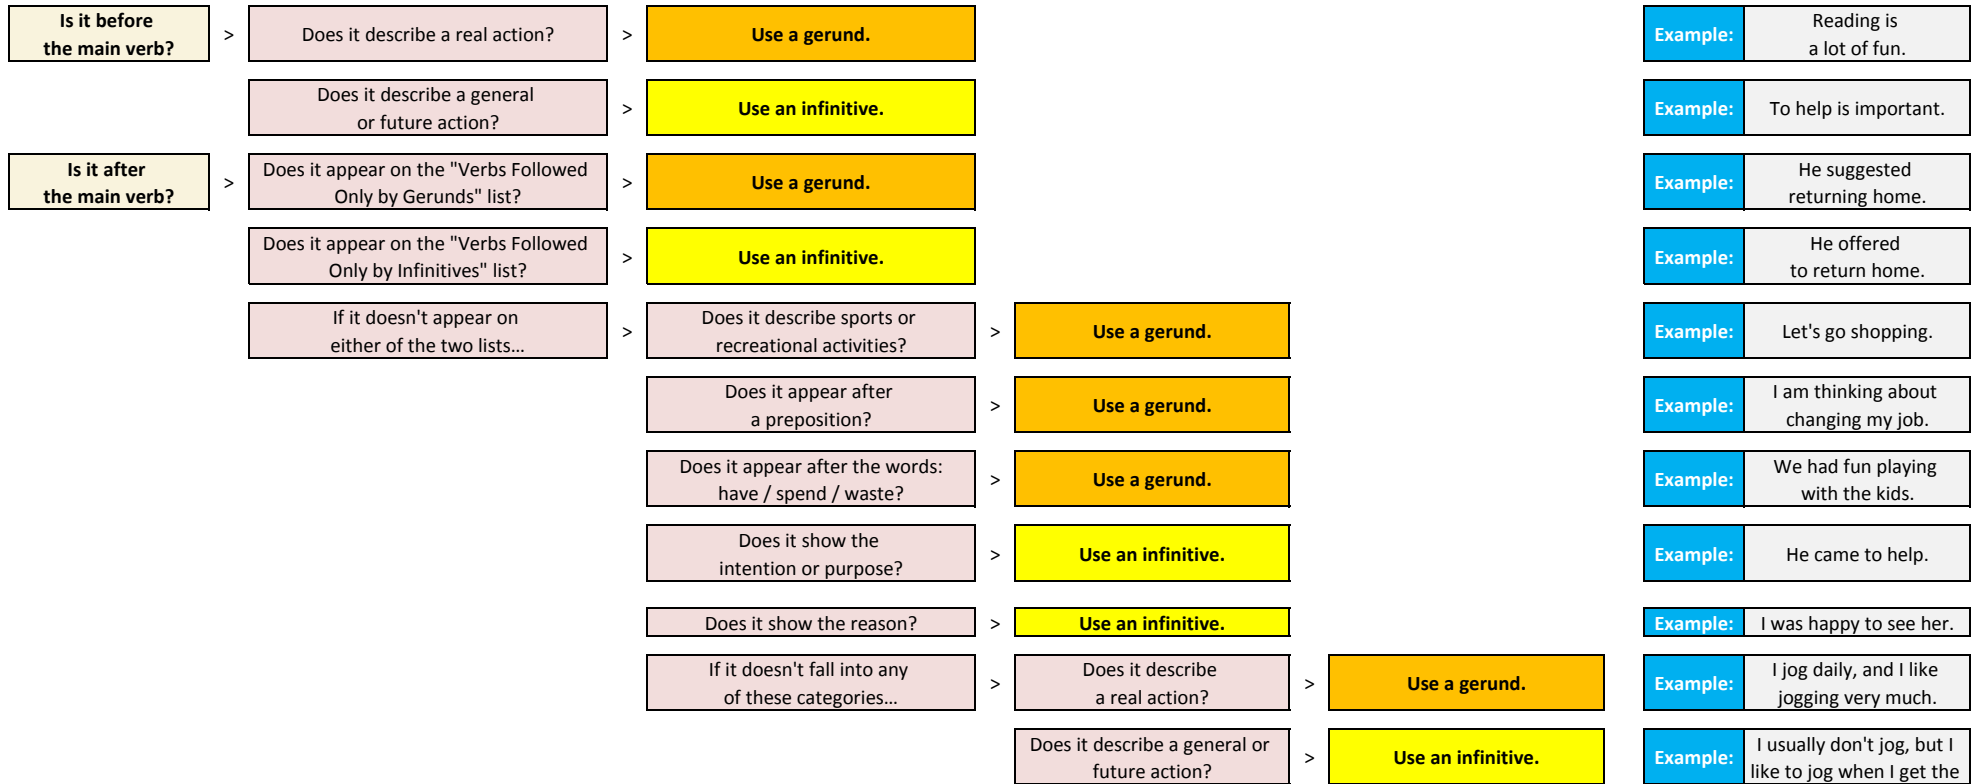 Is it before
the main verb?
>
Does it describe a real action?
>
Use a gerund.
Example:
Reading is
a lot of fun.
Does it describe a general
or future action?
>
Use an infinitive.
Example:
To help is important.
Is it after
the main verb?
>
Does it appear on the "Verbs Followed
Only by Gerunds" list?
>
Use a gerund.
Example:
He suggested
returning home.
Does it appear on the "Verbs Followed
Only by Infinitives" list?
>
Use an infinitive.
Example:
He offered
to return home.
If it doesn't appear on
either of the two lists...
>
Does it describe sports or
recreational activities?
>
Use a gerund.
Example:
Let's go shopping.
Does it appear after
a preposition?
>
Use a gerund.
Example:
I am thinking about
changing my job.
Does it appear after the words:
have / spend / waste?
>
Use a gerund.
Example:
We had fun playing
with the kids.
Does it show the
intention or purpose?
>
Use an infinitive.
Example:
He came to help.
Does it show the reason?
>
Use an infinitive.
Example:
I was happy to see her.
If it doesn't fall into any
of these categories...
>
Does it describe
a real action?
>
Use a gerund.
Example:
I jog daily, and I like
jogging very much.
Does it describe a general or
future action?
>
Use an infinitive.
Example:
I usually don't jog, but I
like to jog when I get the